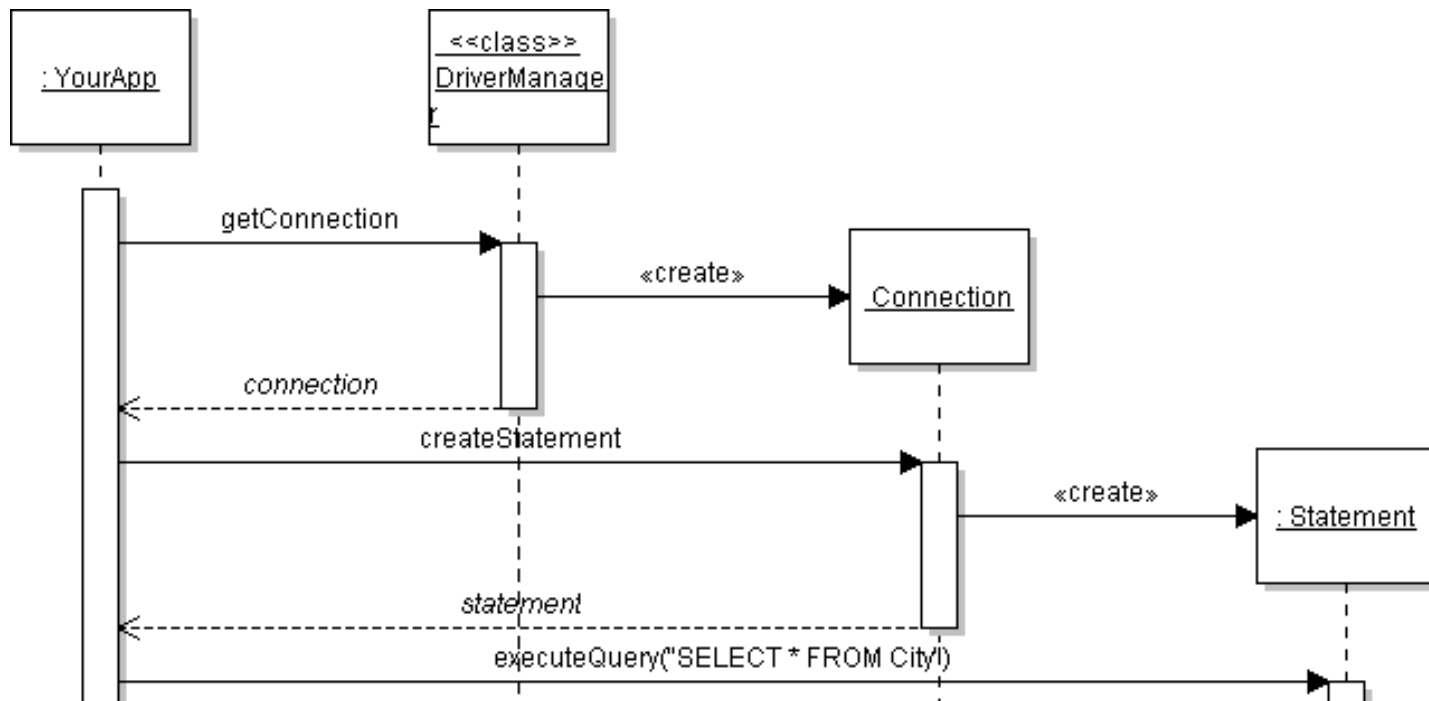 <<class>>
: YourApp
DriverManage
r
getConnection
«create»
Connection
connection
createStatement
«create»
: Statement
statement
executeQuery("SELECT * FROM City")